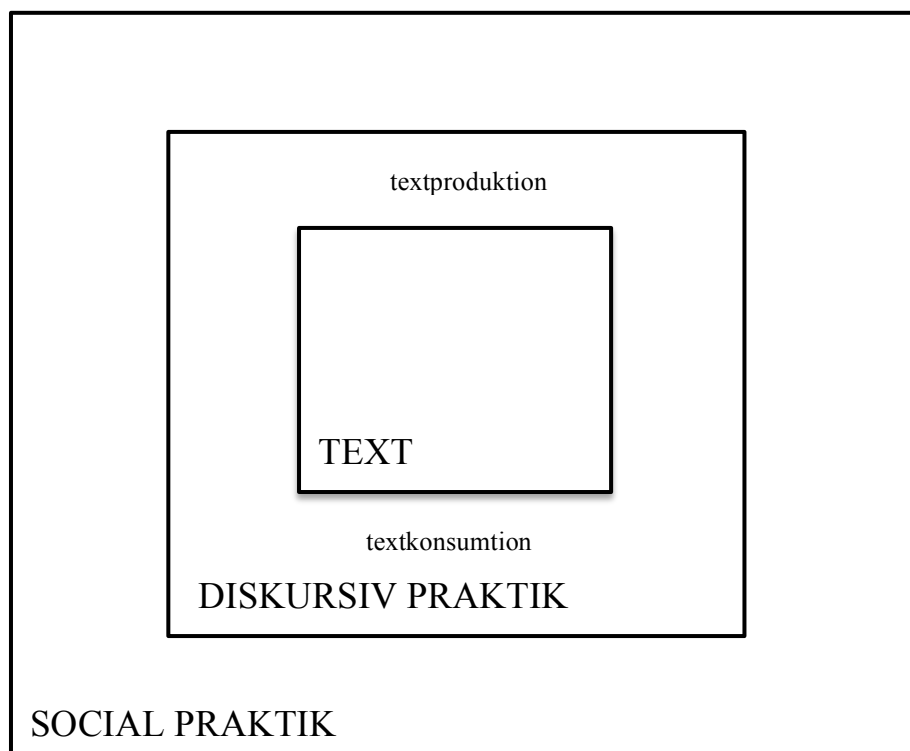 textproduktion
TEXT
textkonsumtion
DISKURSIV PRAKTIK
SOCIAL PRAKTIK